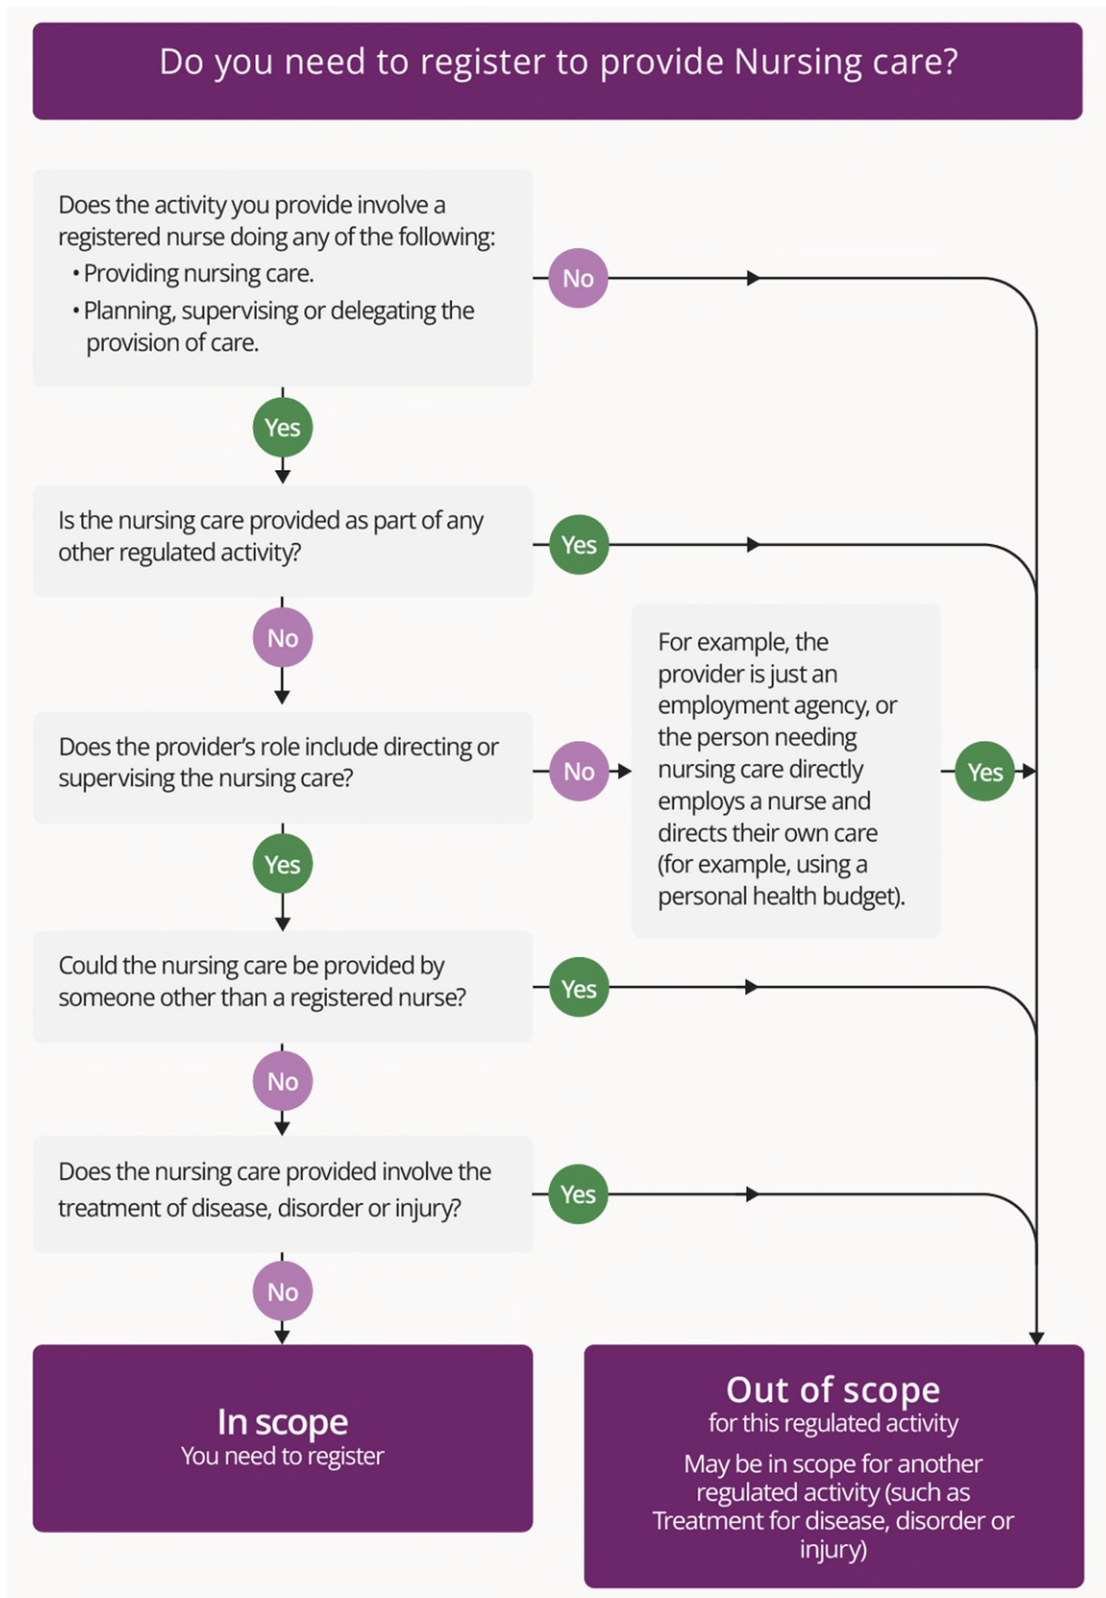 Do you need to register to provide Nursing care?
Does the activity you provide involve a
registered nurse doing any of the following:
• Providing nursing care.
• Planning, supervising or delegating the
provision of care.
No
Yes
Is the nursing care provided as part of any
other regulated activity?
Yes
No
Does the provider’s role include directing or
supervising the nursing care?
No
For example, the
provider is just an
employment agency, or
the person needing
nursing care directly
employs a nurse and
directs their own care
(for example, using a
personal health budget).
Yes
Yes
Could the nursing care be provided by
someone other than a registered nurse?
Yes
No
Does the nursing care provided involve the
treatment of disease, disorder or injury?
Yes
No
In scope
You need to register
Out of scope
for this regulated activity
May be in scope for another
regulated activity (such as
Treatment for disease, disorder or
injury)